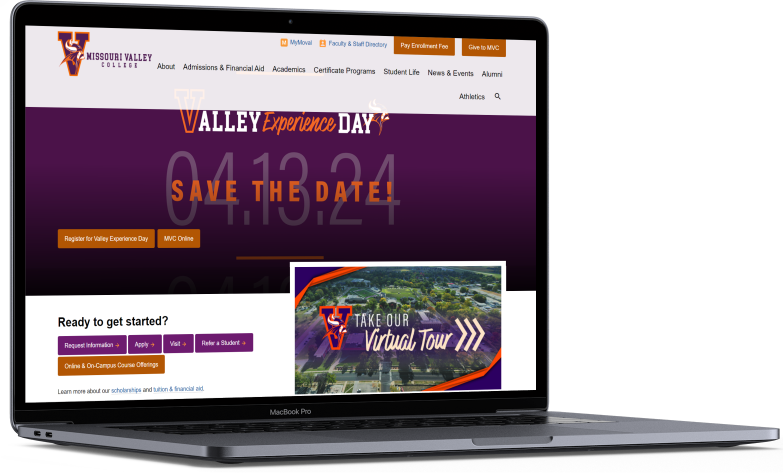 MyMoval
Faculty & Staff Directory
Pay Enrollment Fee
Give to MVC
MISSOURI VALLEY
COLLEGE
About
Admissions & Financial Aid
Academics
Certificate Programs
Student Life
News & Events
Alumni
Athletics
VALLEY Experience DAY
04.13.24
SAVE THE DATE!
Register for Valley Experience Day
MVC Online
TAKE OUR
Virtual Tour
Ready to get started?
Request Information →
Apply →
Visit →
Refer a Student →
Online & On-Campus Course Offerings
Learn more about our scholarships and tuition & financial aid.
MacBook Pro